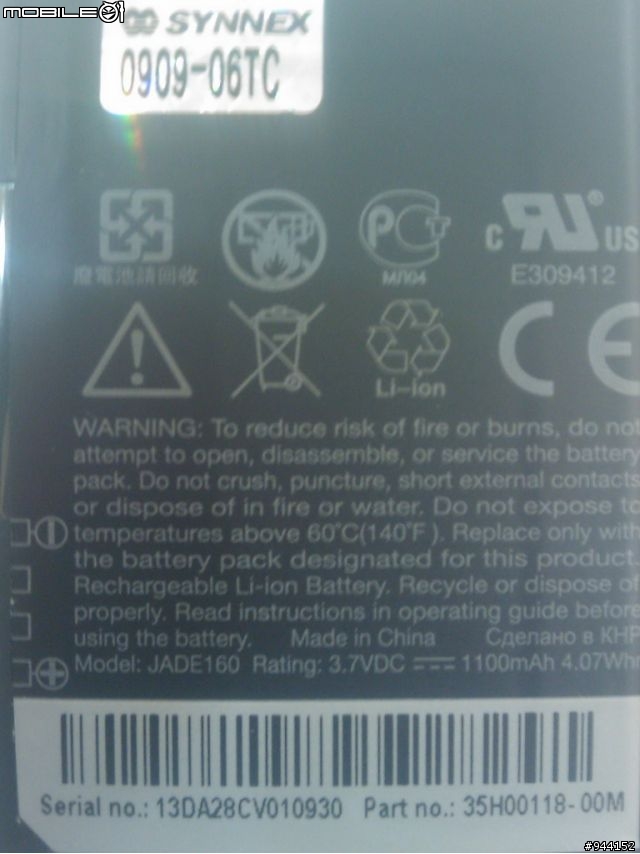 MOBILE01
SYNNEX
0909-06TC
廢電池請回收
PCT
МЛ04
C RU® US
E309412
CE
Li-ion
WARNING: To reduce risk of fire or burns, do not
attempt to open, disassemble, or service the battery
pack. Do not crush, puncture, short external contacts
or dispose of in fire or water. Do not expose to
temperatures above 60°C(140°F ). Replace only with
the battery pack designated for this product.
Rechargeable Li-ion Battery. Recycle or dispose of
properly. Read instructions in operating guide before
using the battery. Made in China Сделано в КНР
Model: JADE160 Rating: 3.7VDC 1100mAh 4.07Whr
Serial no.: 13DA28CV010930 Part no.: 35H00118-00M
#944152